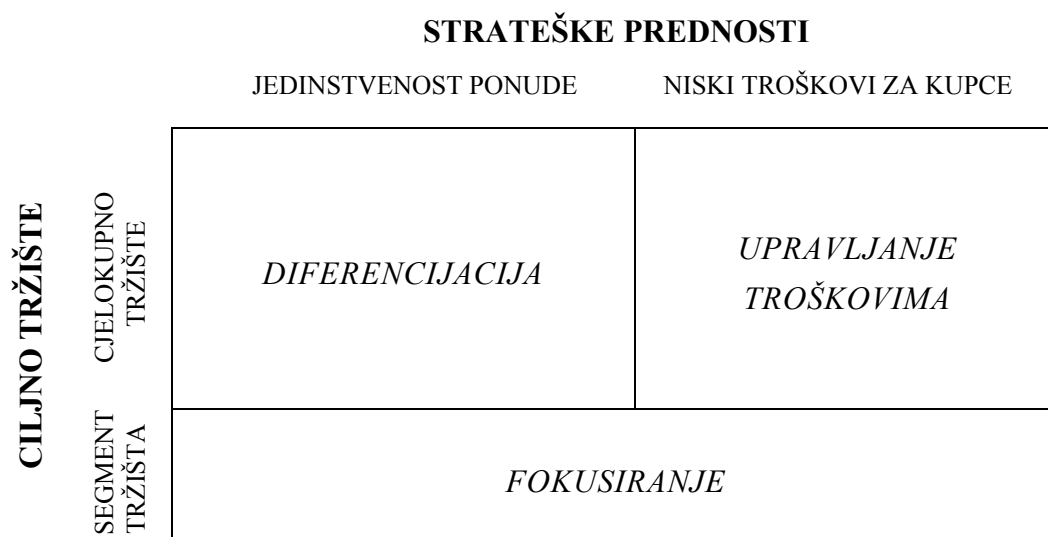 STRATEŠKE PREDNOSTI
JEDINSTVENOST PONUDE
NISKI TROŠKOVI ZA KUPCE
CILJNO TRŽIŠTE
CJELOKUPNO
TRŽIŠTE
DIFERENCIJACIJA
UPRAVLJANJE
TROŠKOVIMA
SEGMENT
TRŽIŠTA
FOKUSIRANJE